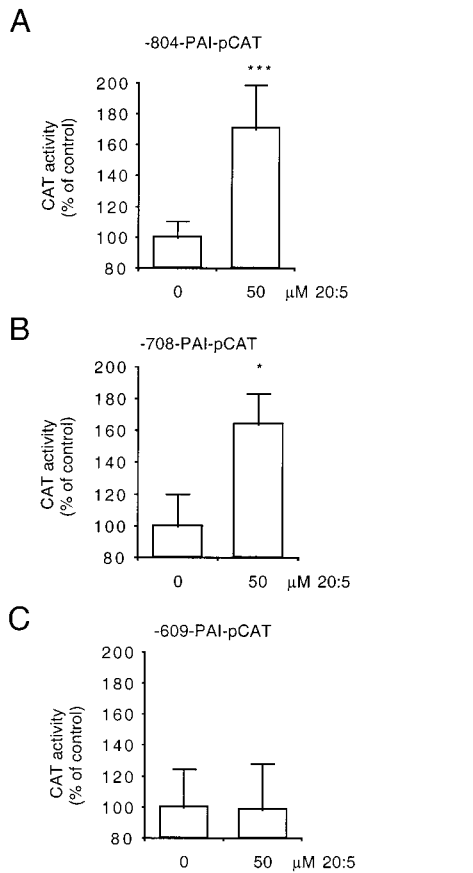 A
-804-PAI-pCAT
***
CAT activity
(% of control)
200
180
160
140
120
100
80
0 50 µM 20:5
B
-708-PAI-pCAT
*
CAT activity
(% of control)
200
180
160
140
120
100
80
0 50 µM 20:5
C
-609-PAI-pCAT
CAT activity
(% of control)
200
180
160
140
120
100
80
0 50 µM 20:5